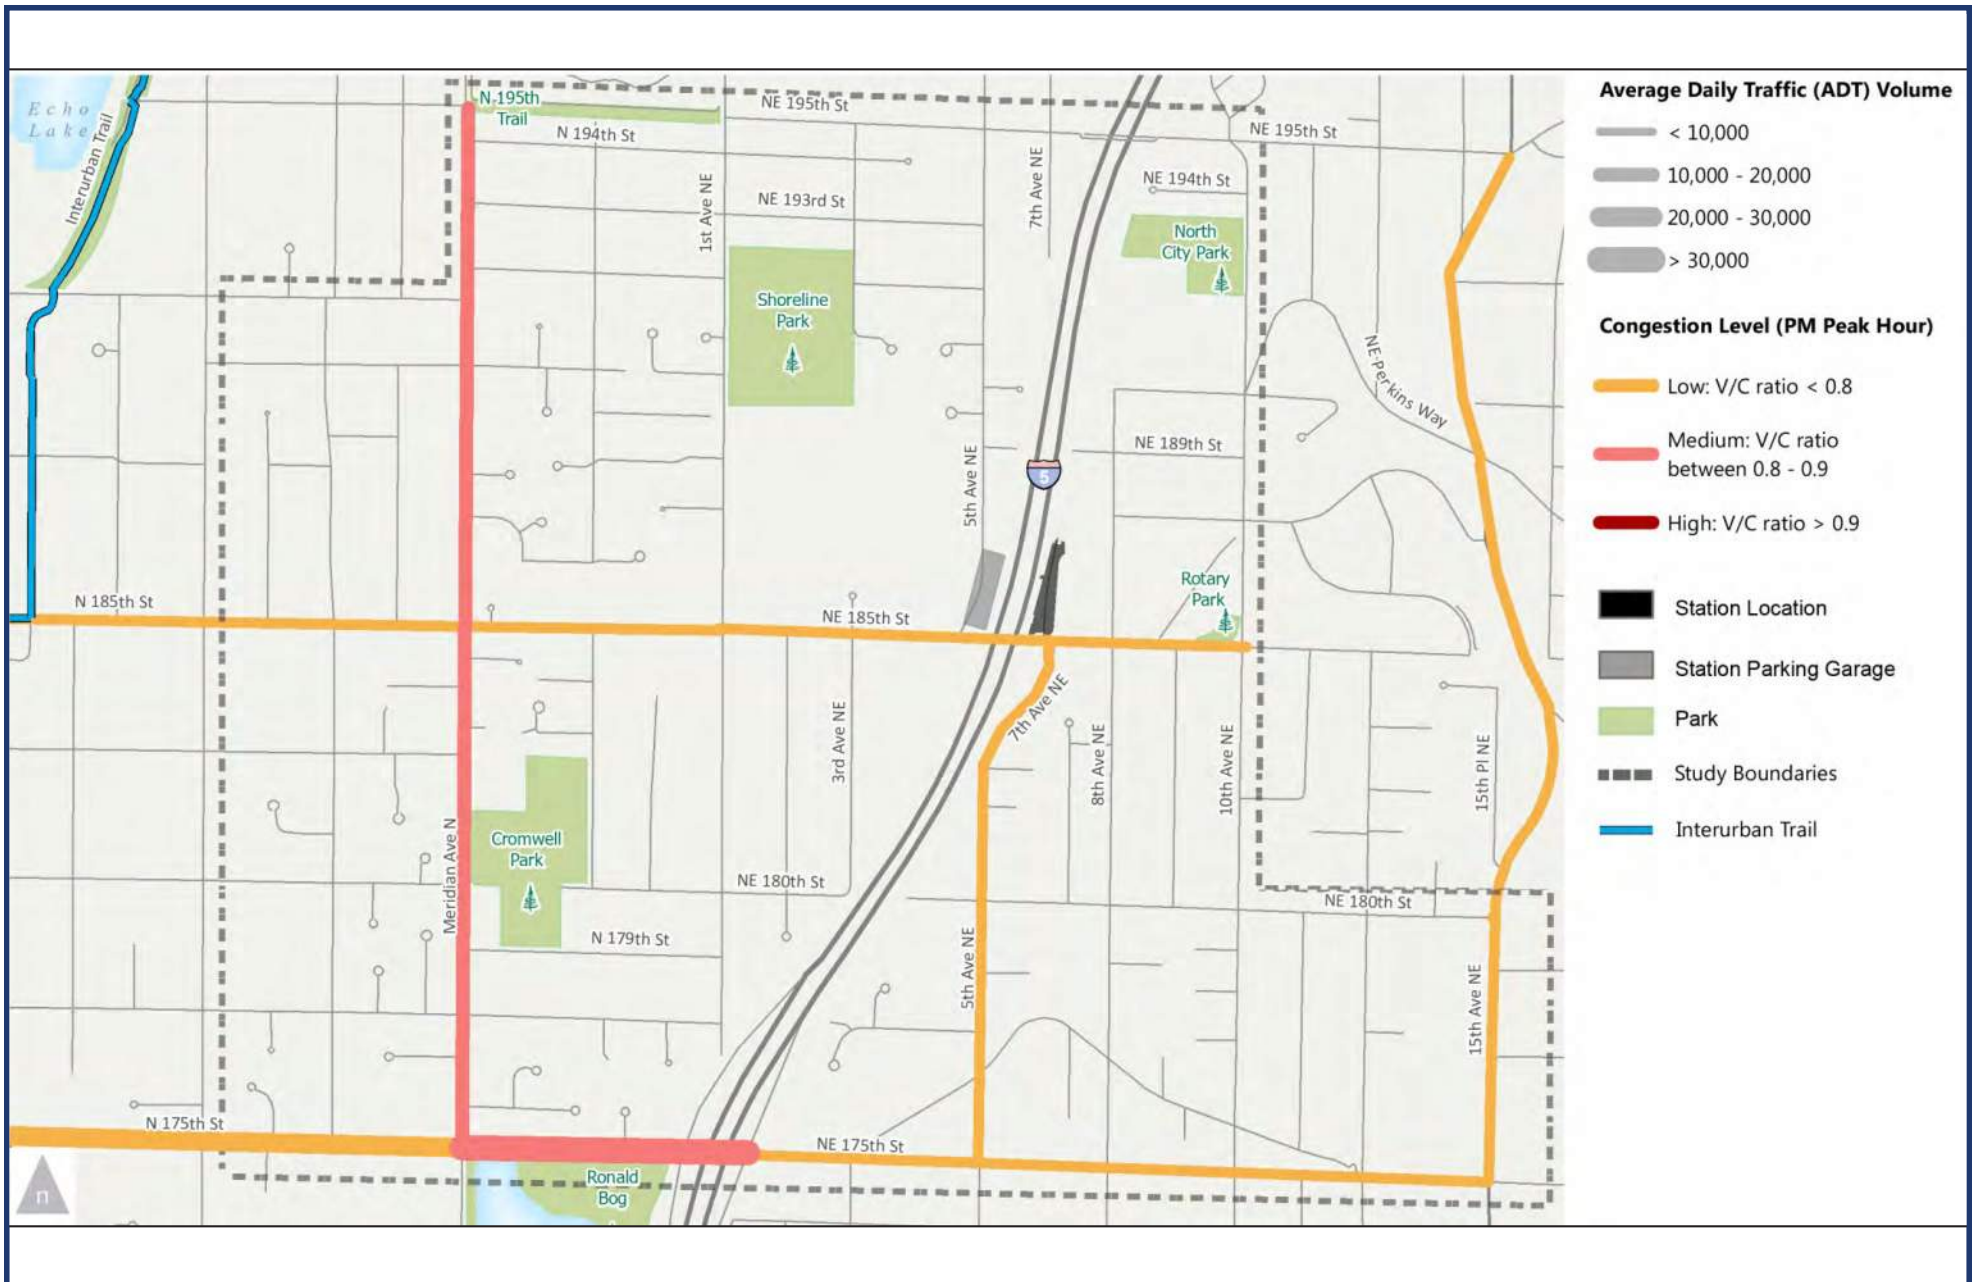 Echo
Lake
Interurban Trail
N 195th
Trail
NE 195th St
NE 195th St
N 194th St
NE 194th St
1st Ave NE
7th Ave NE
NE 193rd St
North
City Park
Shoreline
Park
NE Perkins Way
5th Ave NE
NE 189th St
5
Rotary
Park
N 185th St
NE 185th St
7th Ave NE
3rd Ave NE
8th Ave NE
10th Ave NE
15th Pl NE
Meridian Ave N
Cromwell
Park
NE 180th St
NE 180th St
N 179th St
5th Ave NE
15th Ave NE
N 175th St
NE 175th St
Ronald
Bog
n
Average Daily Traffic (ADT) Volume
< 10,000
10,000 - 20,000
20,000 - 30,000
> 30,000
Congestion Level (PM Peak Hour)
Low: V/C ratio < 0.8
Medium: V/C ratio
between 0.8 - 0.9
High: V/C ratio > 0.9
Station Location
Station Parking Garage
Park
Study Boundaries
Interurban Trail